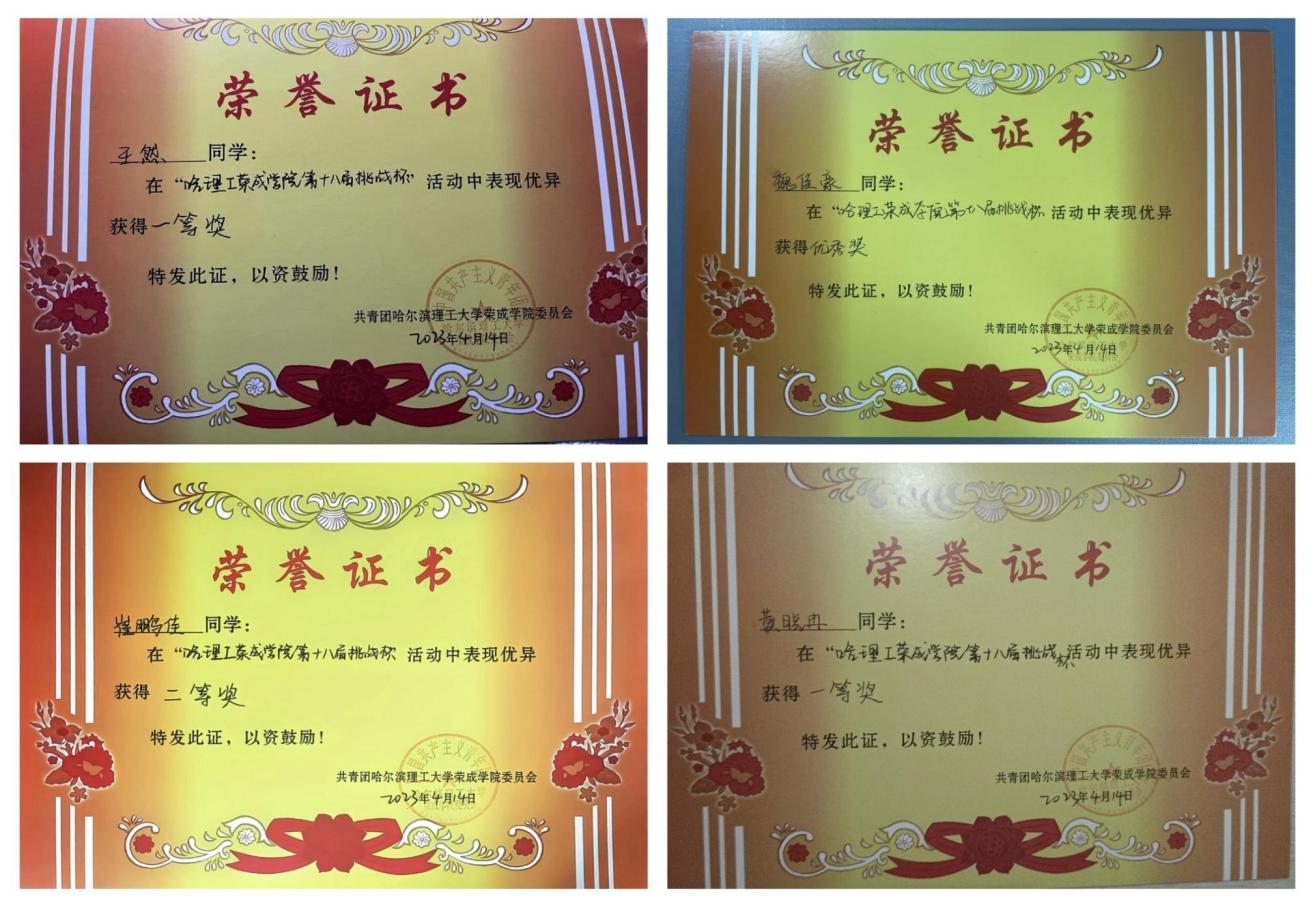 荣誉证书
王然 同学：
在“哈理工荣成学院第十八届挑战杯”活动中表现优异
获得一等奖
特发此证，以资鼓励！
共青团哈尔滨理工大学荣成学院委员会
2023年4月14日
荣誉证书
魏佳豪 同学：
在“哈理工荣成学院第十八届挑战杯 活动中表现优异
获得优秀奖
特发此证，以资鼓励！
共青团哈尔滨理工大学荣成学院委员会
2023年4月14日
荣誉证书
崔鹏佳 同学：
在“哈理工荣成学院第十八届挑战杯 活动中表现优异
获得 二等奖
特发此证，以资鼓励！
共青团哈尔滨理工大学荣成学院委员会
2023年4月14日
荣誉证书
黄晓冉 同学：
在“哈理工荣成学院第十八届挑战杯活动中表现优异
获得 一等奖
特发此证，以资鼓励！
共青团哈尔滨理工大学荣成学院委员会
2023年4月14日